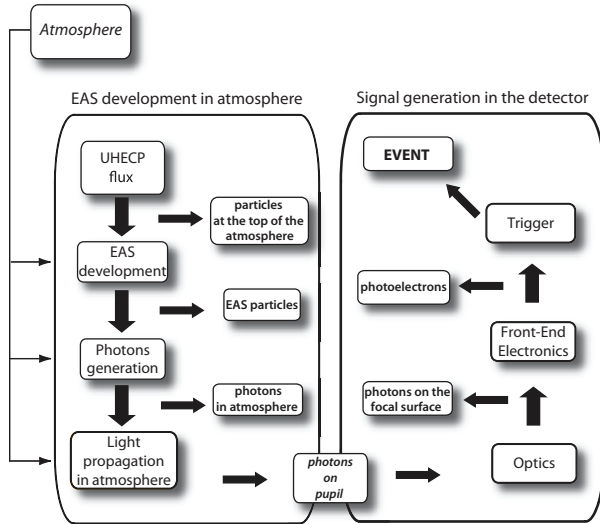 Atmosphere
EAS development in atmosphere
UHECP
flux
particles
at the top of the
atmosphere
EAS
development
EAS particles
Photons
generation
photons
in atmosphere
Light
propagation
in atmosphere
photons
on
pupil
Signal generation in the detector
EVENT
Trigger
photoelectrons
Front-End
Electronics
photons on the
focal surface
Optics